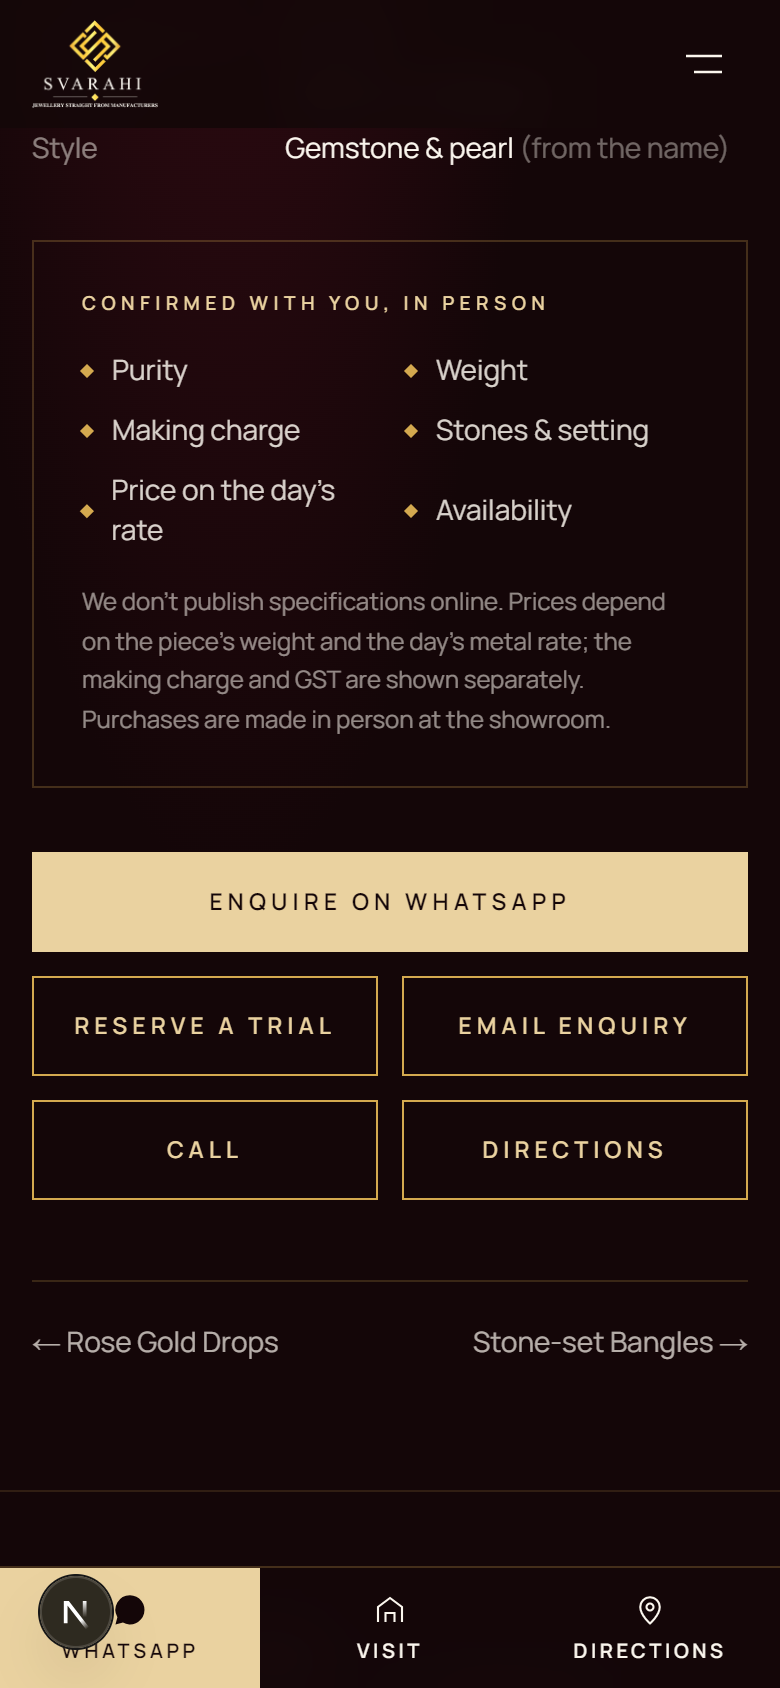 SVARAHI
JEWELLERY STRAIGHT FROM MANUFACTURERS
Style Gemstone & pearl (from the name)
CONFIRMED WITH YOU, IN PERSON
Purity Weight
Making charge Stones & setting
Price on the day’s rate Availability
We don’t publish specifications online. Prices depend
on the piece’s weight and the day’s metal rate; the
making charge and GST are shown separately.
Purchases are made in person at the showroom.
ENQUIRE ON WHATSAPP
RESERVE A TRIAL EMAIL ENQUIRY
CALL DIRECTIONS
← Rose Gold Drops Stone-set Bangles →
N
WHATSAPP VISIT DIRECTIONS